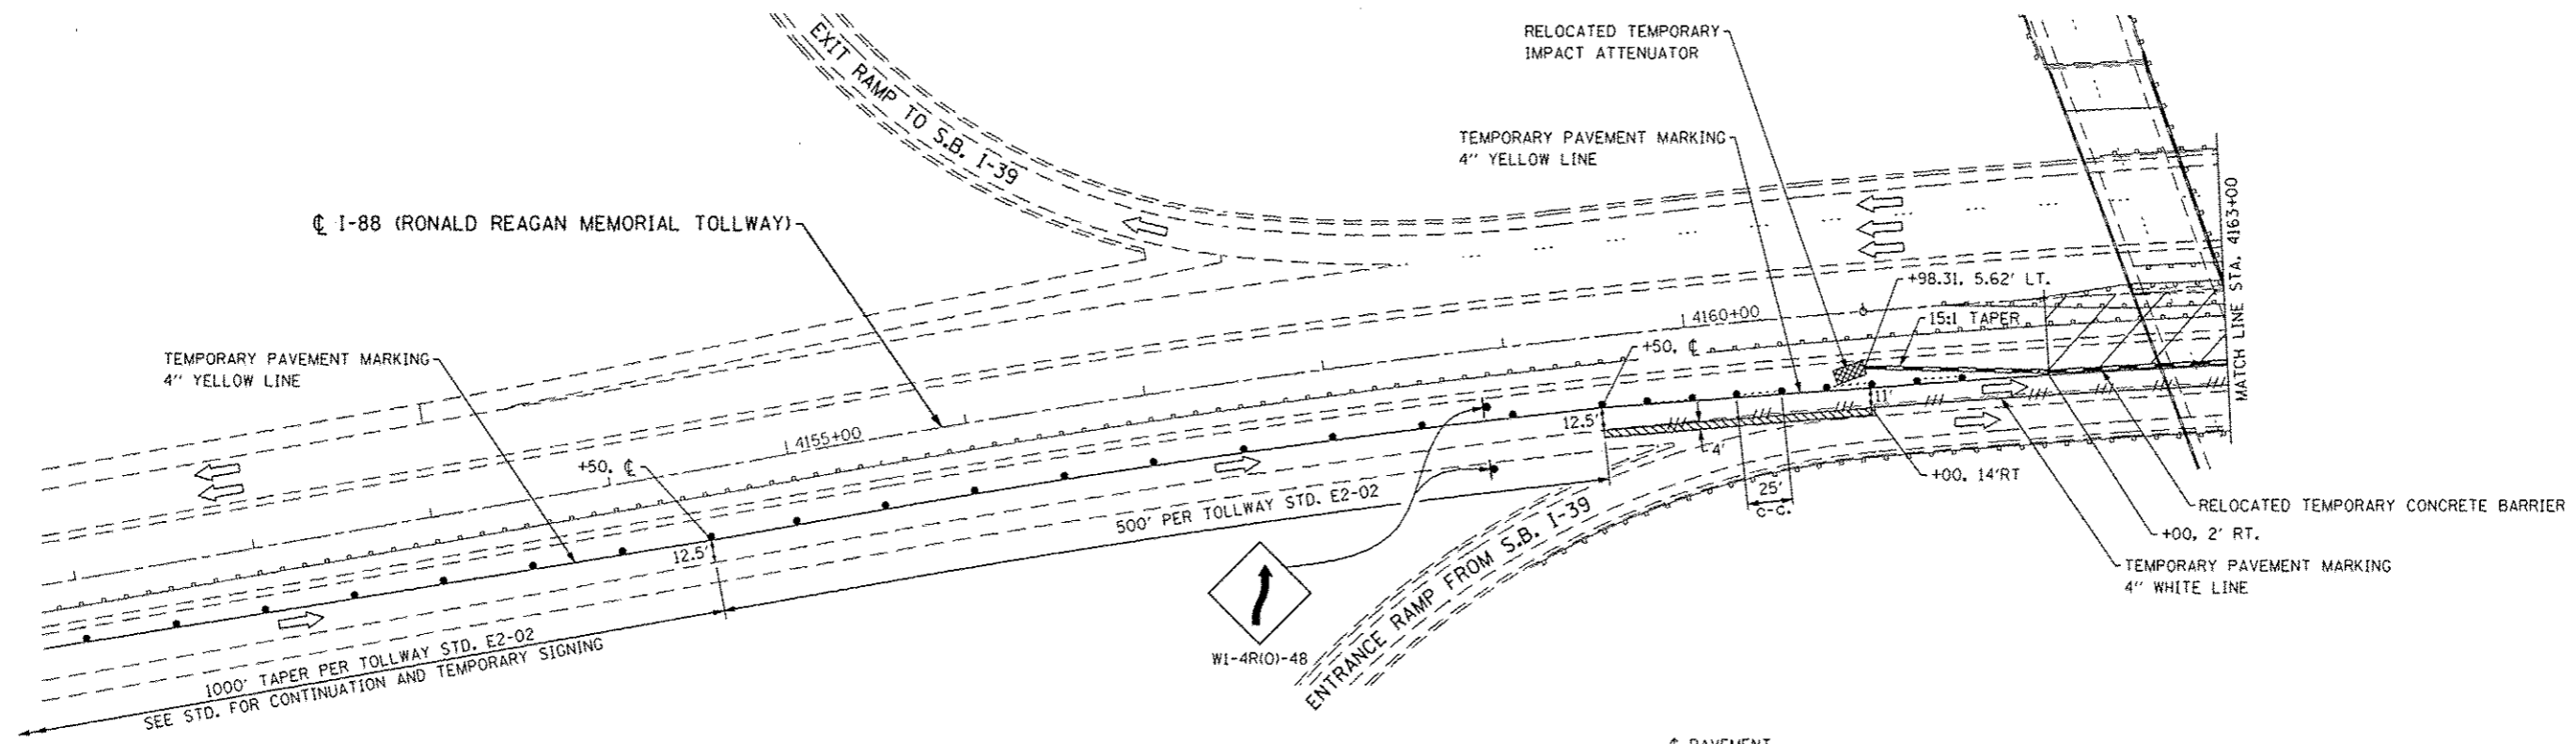 RELOCATED TEMPORARY
IMPACT ATTENUATOR
EXIT RAMP TO S.B. I-39
TEMPORARY PAVEMENT MARKING
4" YELLOW LINE
℄ I-88 (RONALD REAGAN MEMORIAL TOLLWAY)
MATCH LINE STA. 4163+00
+98.31, 5.62' LT.
4160+00
15:1 TAPER
+50, ℄
TEMPORARY PAVEMENT MARKING
4" YELLOW LINE
4155+00
+50, ℄
12.5'
11'
4'
+00, 14'RT
25'
C-C.
500' PER TOLLWAY STD. E2-02
12.5'
RELOCATED TEMPORARY CONCRETE BARRIER
+00, 2' RT.
TEMPORARY PAVEMENT MARKING
4" WHITE LINE
ENTRANCE RAMP FROM S.B. I-39
W1-4R(O)-48
1000' TAPER PER TOLLWAY STD. E2-02
SEE STD. FOR CONTINUATION AND TEMPORARY SIGNING
℄ PAVEMENT